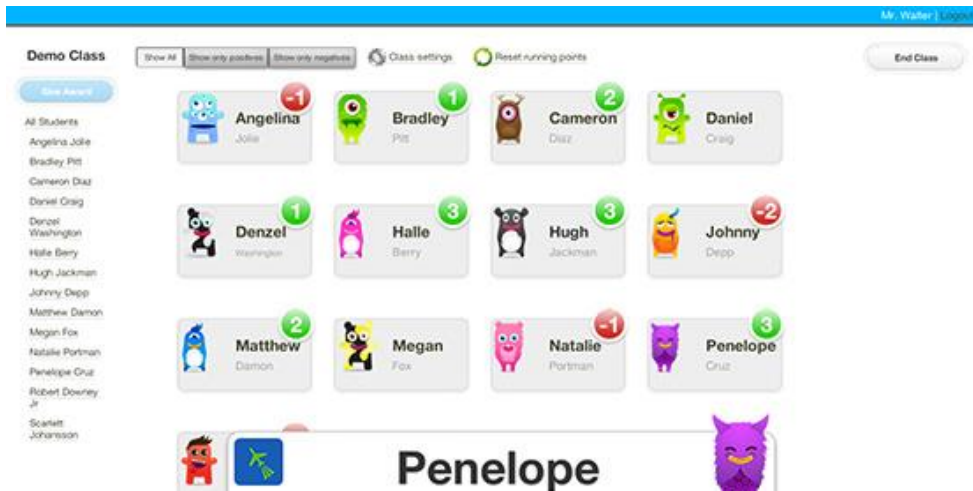 Mr. Walter | Logout
Demo Class
Show All
Show only positives
Show only negatives
Class settings
Reset running points
End Class
Give Award
All Students
Angelina Jolie
Bradley Pitt
Cameron Diaz
Daniel Craig
Denzel
Washington
Halle Berry
Hugh Jackman
Johnny Depp
Matthew Damon
Megan Fox
Natalie Portman
Penelope Cruz
Robert Downey
Jr
Scarlett
Johansson
-1
Angelina
Jolie
1
Bradley
Pitt
2
Cameron
Diaz
Daniel
Craig
1
Denzel
Washington
3
Halle
Berry
3
Hugh
Jackman
-2
Johnny
Depp
2
Matthew
Damon
Megan
Fox
-1
Natalie
Portman
3
Penelope
Cruz
Penelope